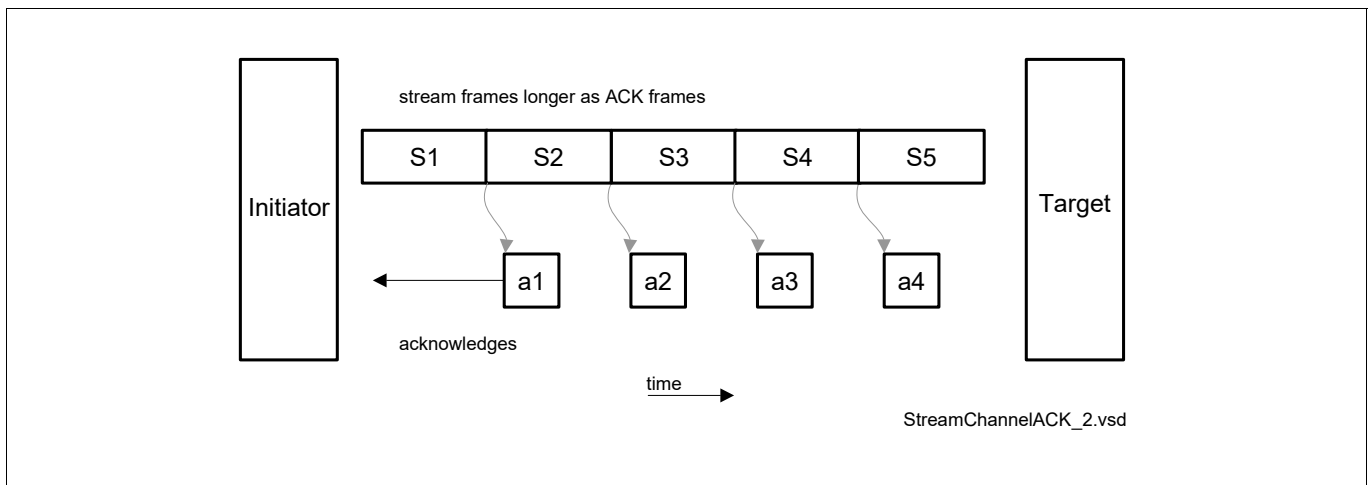 stream frames longer as ACK frames
S1 S2 S3 S4 S5
Initiator
Target
a1 a2 a3 a4
acknowledges
time
StreamChannelACK_2.vsd